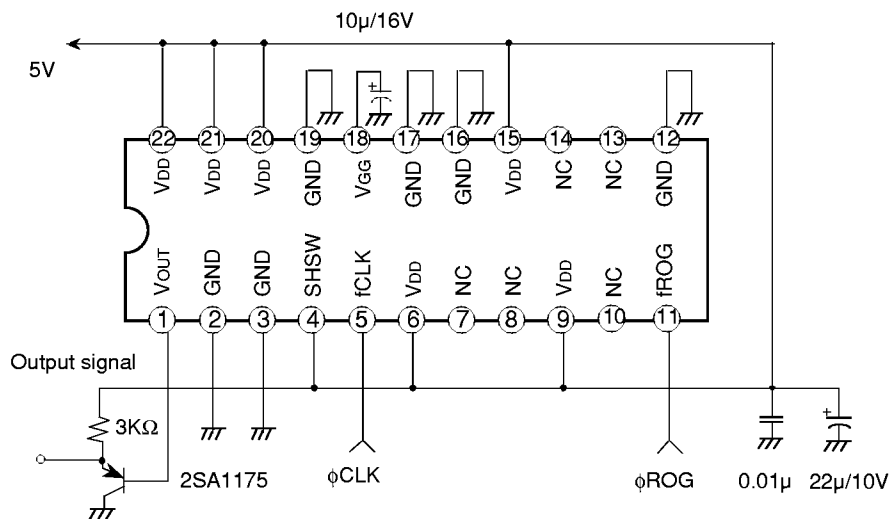 10μ/16V
5V
22 21 20 19 18 17 16 15 14 13 12
VDD VDD VDD GND VGG GND GND VDD NC NC GND
VOUT GND GND SHSW fCLK VDD NC NC VDD NC fROG
1 2 3 4 5 6 7 8 9 10 11
Output signal
3KΩ
2SA1175
ϕCLK
ϕROG
0.01μ
22μ/10V